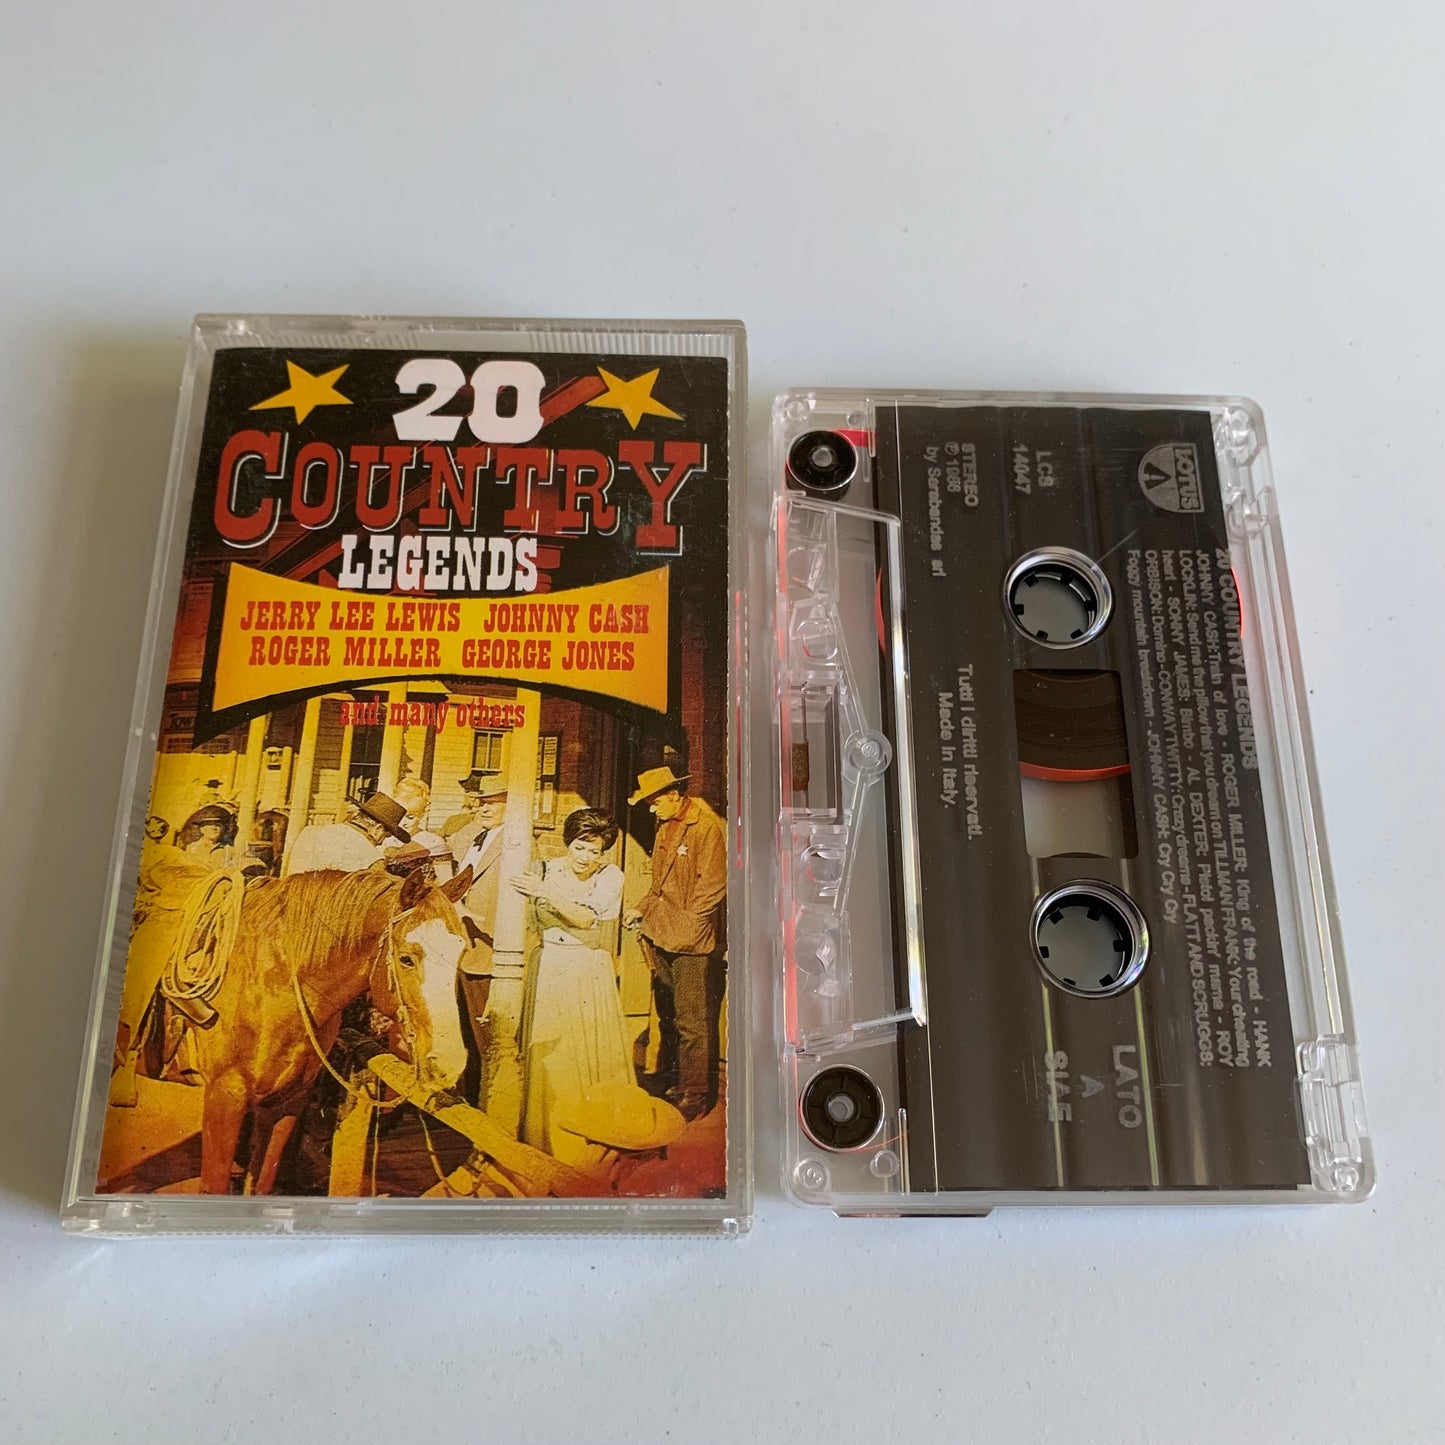 20
COUNTRY
LEGENDS
JERRY LEE LEWIS JOHNNY CASH
ROGER MILLER GEORGE JONES
and many others
LOTUS
LC8
14047
STEREO
by Sarabandas srl
Tutti i diritti riservati.
Made in Italy.
20 COUNTRY LEGENDS
JOHNNY CASH: Train of love - ROGER MILLER: King of the road - HANK
LOCKLIN: Send me the pillow that you dream on TILLMAN FRANK: Your cheating
heart - SONNY JAMES: Bimbo - AL DEXTER: Pistol packin' mama - ROY
ORBISON: Domino - CONWAY TWITTY: Crazy dreams - FLATT AND SCRUGGS:
Foggy mountain breakdown - JOHNNY CASH: Cry Cry Cry
LATO
A
SIAE